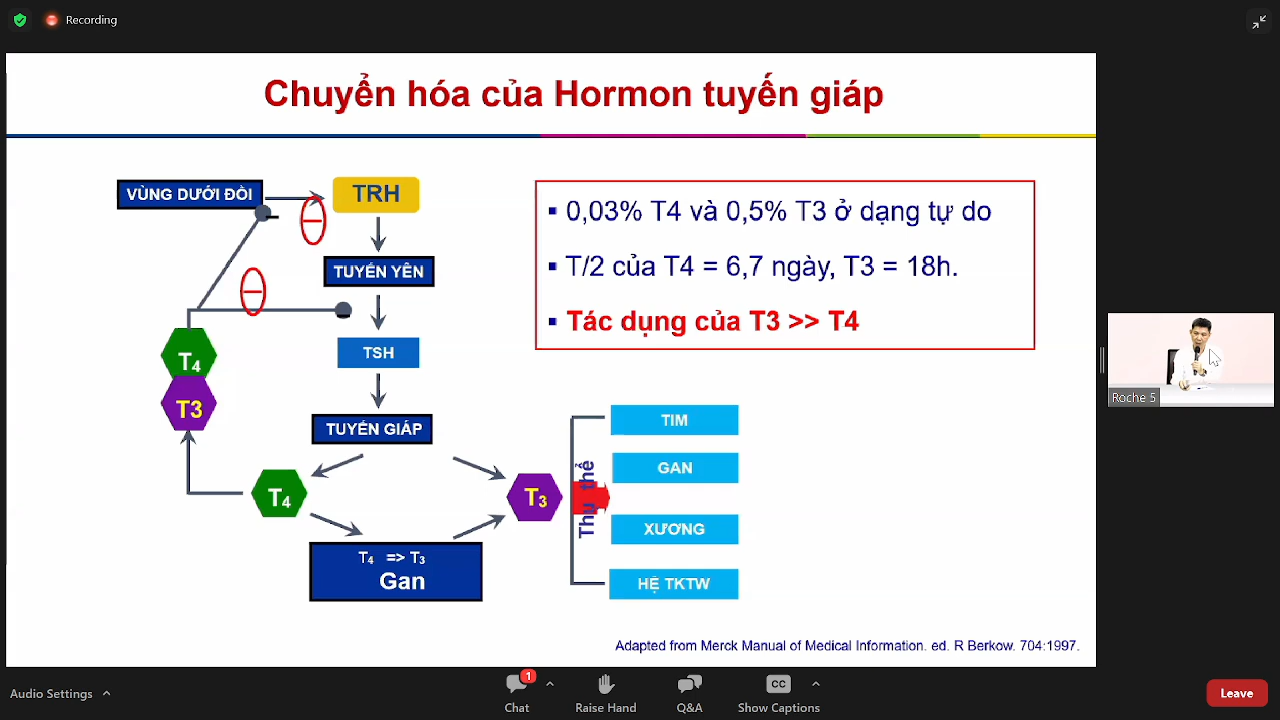 Recording
Chuyển hóa của Hormon tuyến giáp
VÙNG DƯỚI ĐÒI
TRH
TUYẾN YÊN
TSH
TUYẾN GIÁP
T4
T3
T4
T3
T4 => T3
Gan
Thụ thể
TIM
GAN
XƯƠNG
HỆ TKTW
0,03% T4 và 0,5% T3 ở dạng tự do
T/2 của T4 = 6,7 ngày, T3 = 18h.
Tác dụng của T3 >> T4
Adapted from Merck Manual of Medical Information. ed. R Berkow. 704:1997.
Roche 5
Audio Settings
1
Chat
Raise Hand
Q&A
CC
Show Captions
Leave